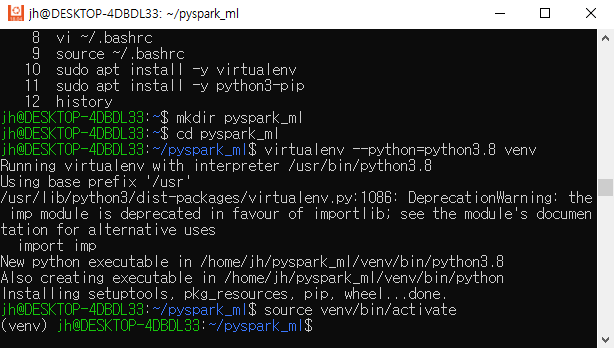 jh@DESKTOP-4DBDL33: ~/pyspark_ml
8 vi ~/.bashrc
9 source ~/.bashrc
10 sudo apt install -y virtualenv
11 sudo apt install -y python3-pip
12 history
jh@DESKTOP-4DBDL33:~$ mkdir pyspark_ml
jh@DESKTOP-4DBDL33:~$ cd pyspark_ml
jh@DESKTOP-4DBDL33:~/pyspark_ml$ virtualenv --python=python3.8 venv
Running virtualenv with interpreter /usr/bin/python3.8
Using base prefix '/usr'
/usr/lib/python3/dist-packages/virtualenv.py:1086: DeprecationWarning: the
imp module is deprecated in favour of importlib; see the module's documen
tation for alternative uses
import imp
New python executable in /home/jh/pyspark_ml/venv/bin/python3.8
Also creating executable in /home/jh/pyspark_ml/venv/bin/python
Installing setuptools, pkg_resources, pip, wheel...done.
jh@DESKTOP-4DBDL33:~/pyspark_ml$ source venv/bin/activate
(venv) jh@DESKTOP-4DBDL33:~/pyspark_ml$